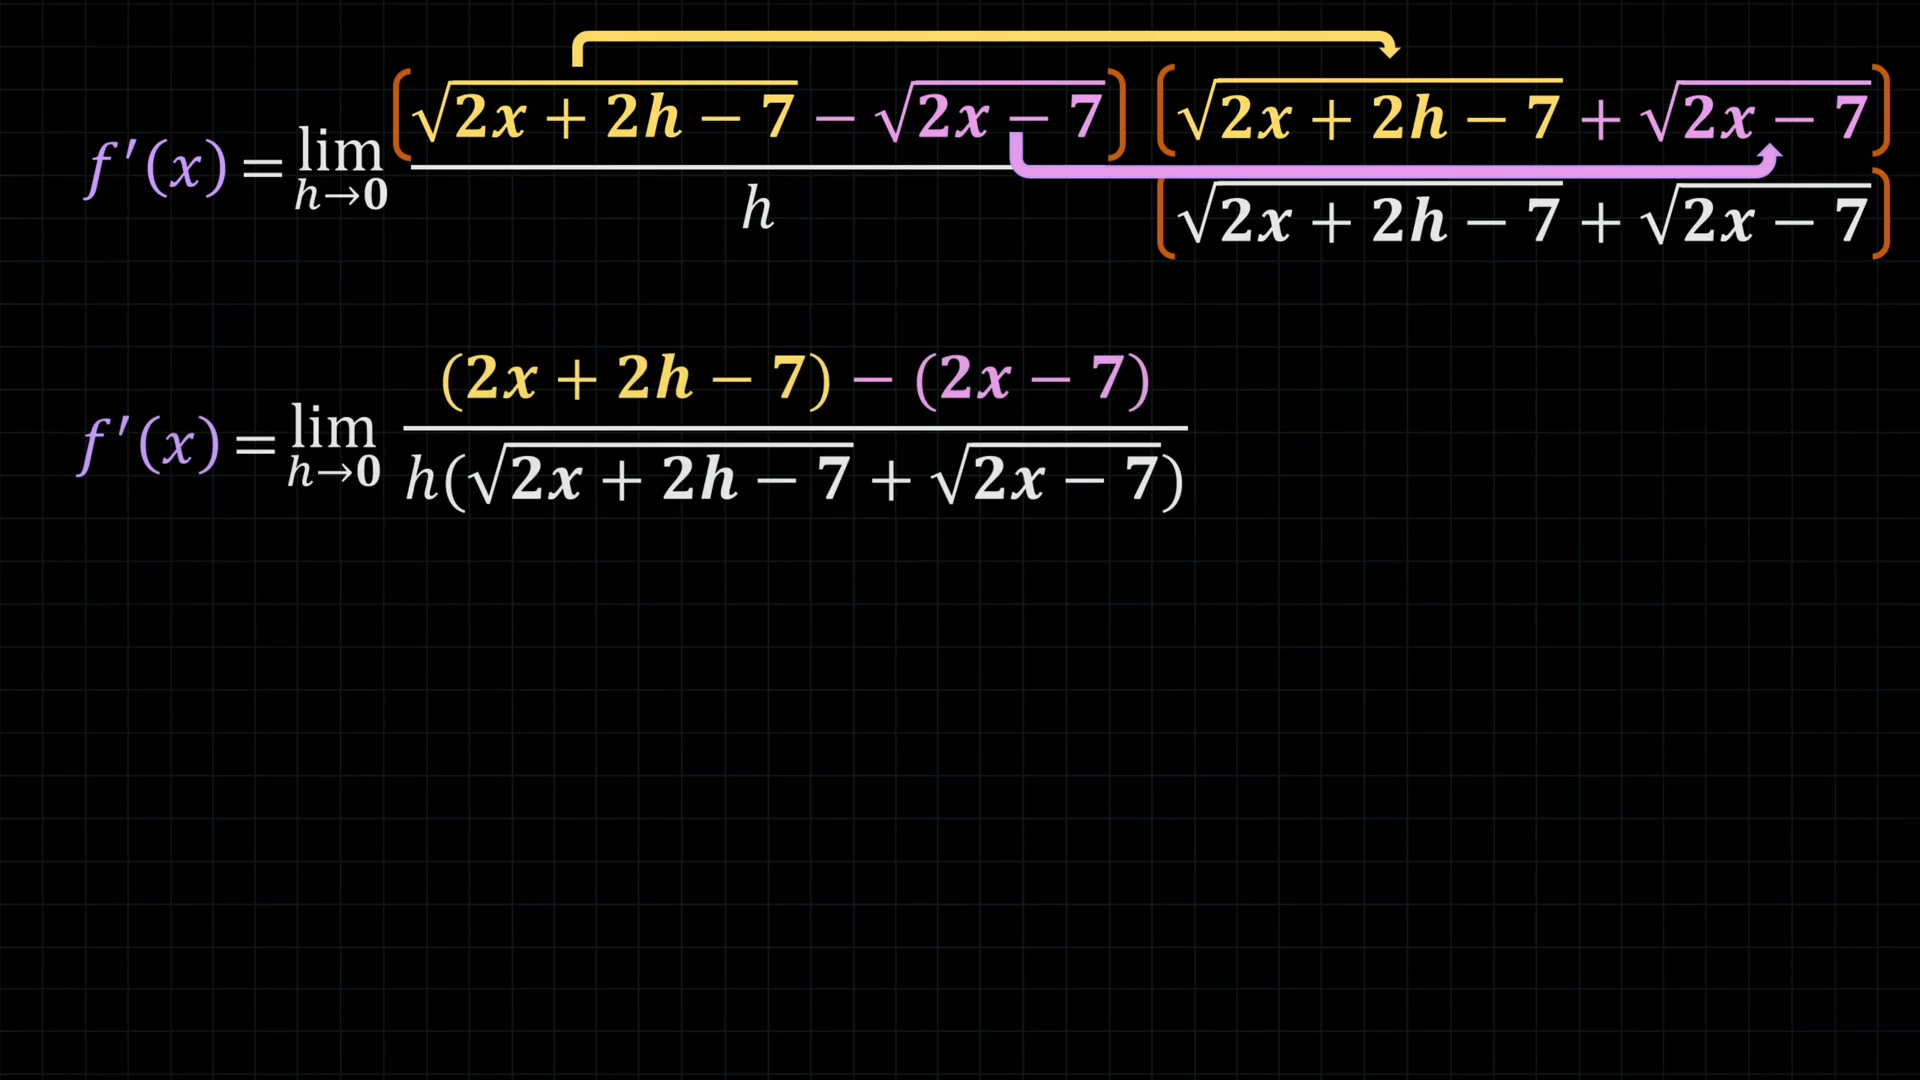 f'(x) = lim h→0 (√(2x + 2h − 7) − √(2x − 7)) / h · (√(2x + 2h − 7) + √(2x − 7)) / (√(2x + 2h − 7) + √(2x − 7))
f'(x) = lim h→0 ((2x + 2h − 7) − (2x − 7)) / (h(√(2x + 2h − 7) + √(2x − 7)))